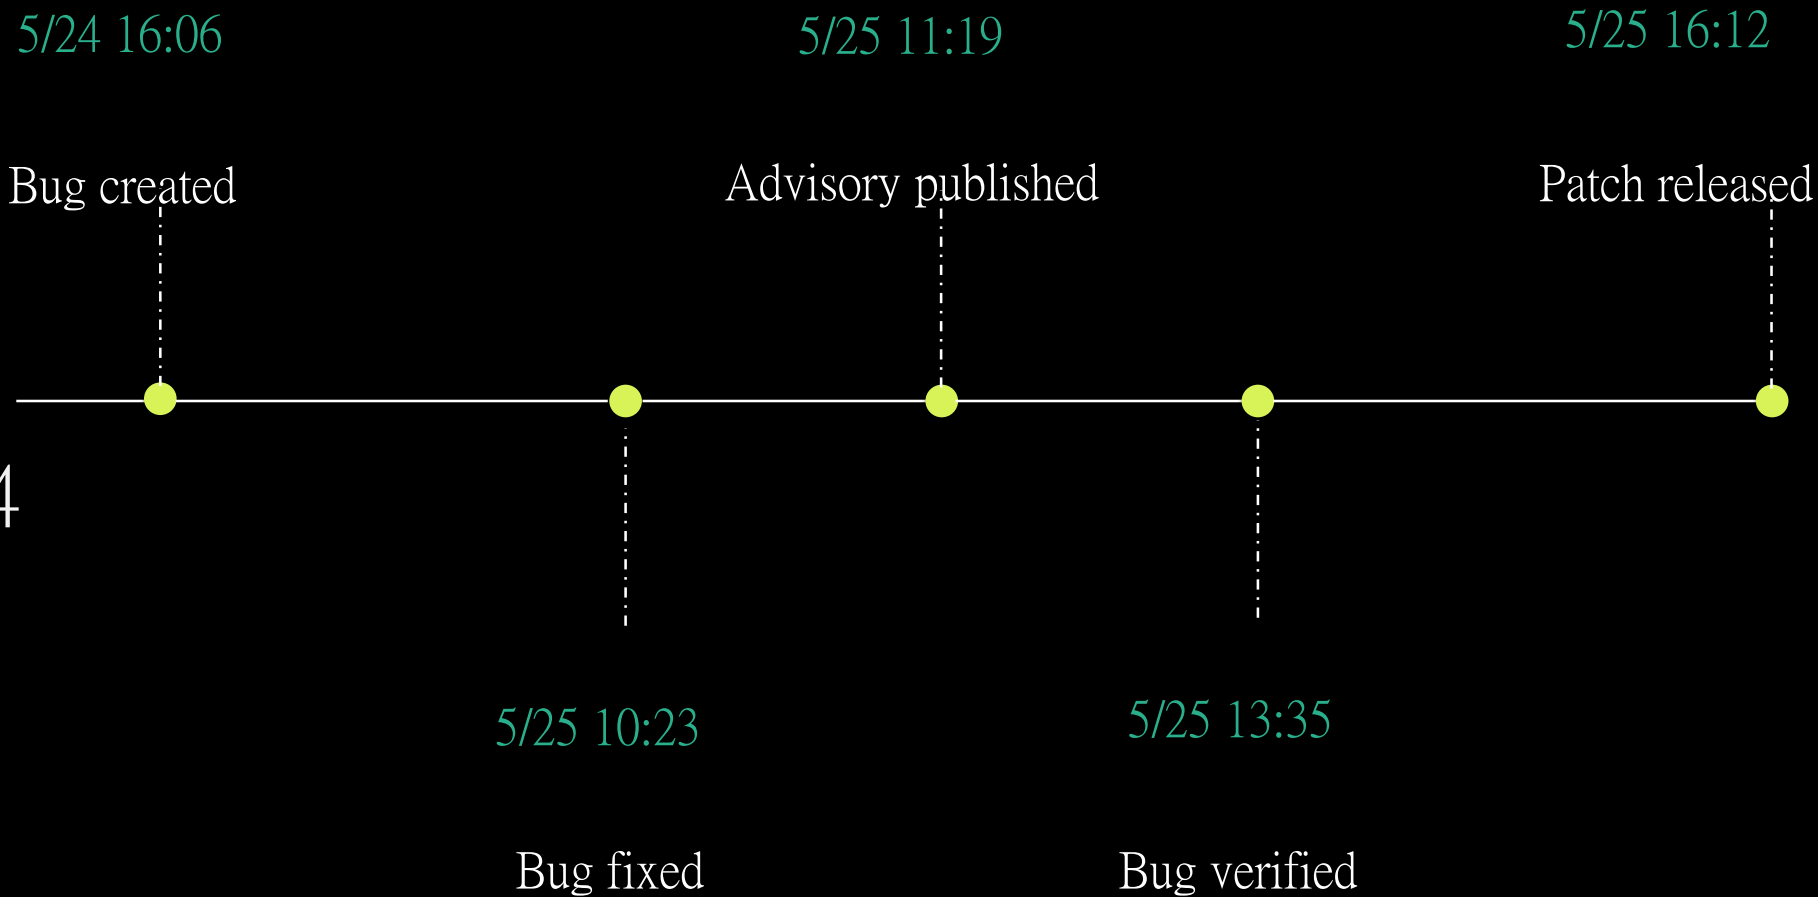 5/24 16:06
Bug created
5/25 11:19
Advisory published
5/25 16:12
Patch released
4
5/25 10:23
Bug fixed
5/25 13:35
Bug verified